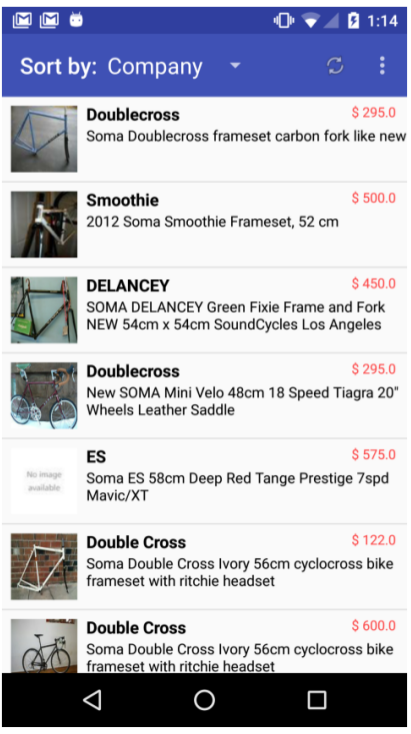 1:14
Sort by: Company
Doublecross
$ 295.0
Soma Doublecross frameset carbon fork like new
Smoothie
$ 500.0
2012 Soma Smoothie Frameset, 52 cm
DELANCEY
$ 450.0
SOMA DELANCEY Green Fixie Frame and Fork
NEW 54cm x 54cm SoundCycles Los Angeles
Doublecross
$ 295.0
New SOMA Mini Velo 48cm 18 Speed Tiagra 20"
Wheels Leather Saddle
No image
available
ES
$ 575.0
Soma ES 58cm Deep Red Tange Prestige 7spd
Mavic/XT
Double Cross
$ 122.0
Soma Double Cross Ivory 56cm cyclocross bike
frameset with ritchie headset
Double Cross
$ 600.0
Soma Double Cross Ivory 56cm cyclocross bike
frameset with ritchie headset